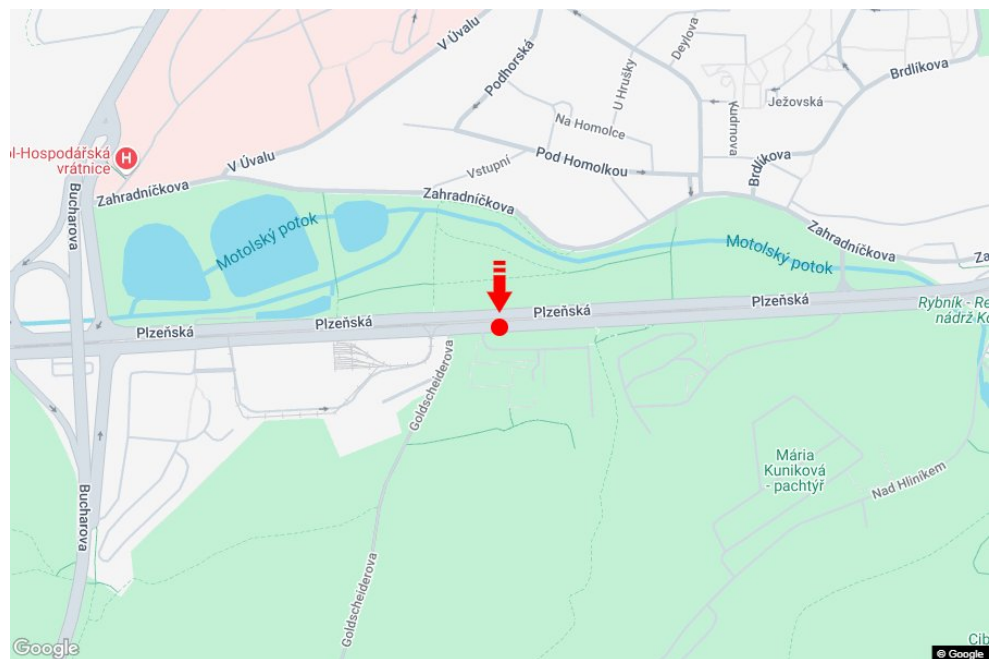 V Úvalu
Podhorská
Deylova
U Hrušky
Brdlíkova
Ježovská
Kudrnova
Na Homolce
ol-Hospodářská
vrátnice
H
V Úvalu
Vstupní
Pod Homolkou
Brdlíkova
Zahradníčkova
Zahradníčkova
Bucharova
Motolský potok
Zahradníčkova
Motolský potok
Plzeňská
Plzeňská
Plzeňská
Plzeňská
Rybník - Re
nádrž Ko
Goldscheiderova
Mária
Kuniková
- pachtýř
Nad Hliníkem
Bucharova
Goldscheiderova
Cib
Google
© Google